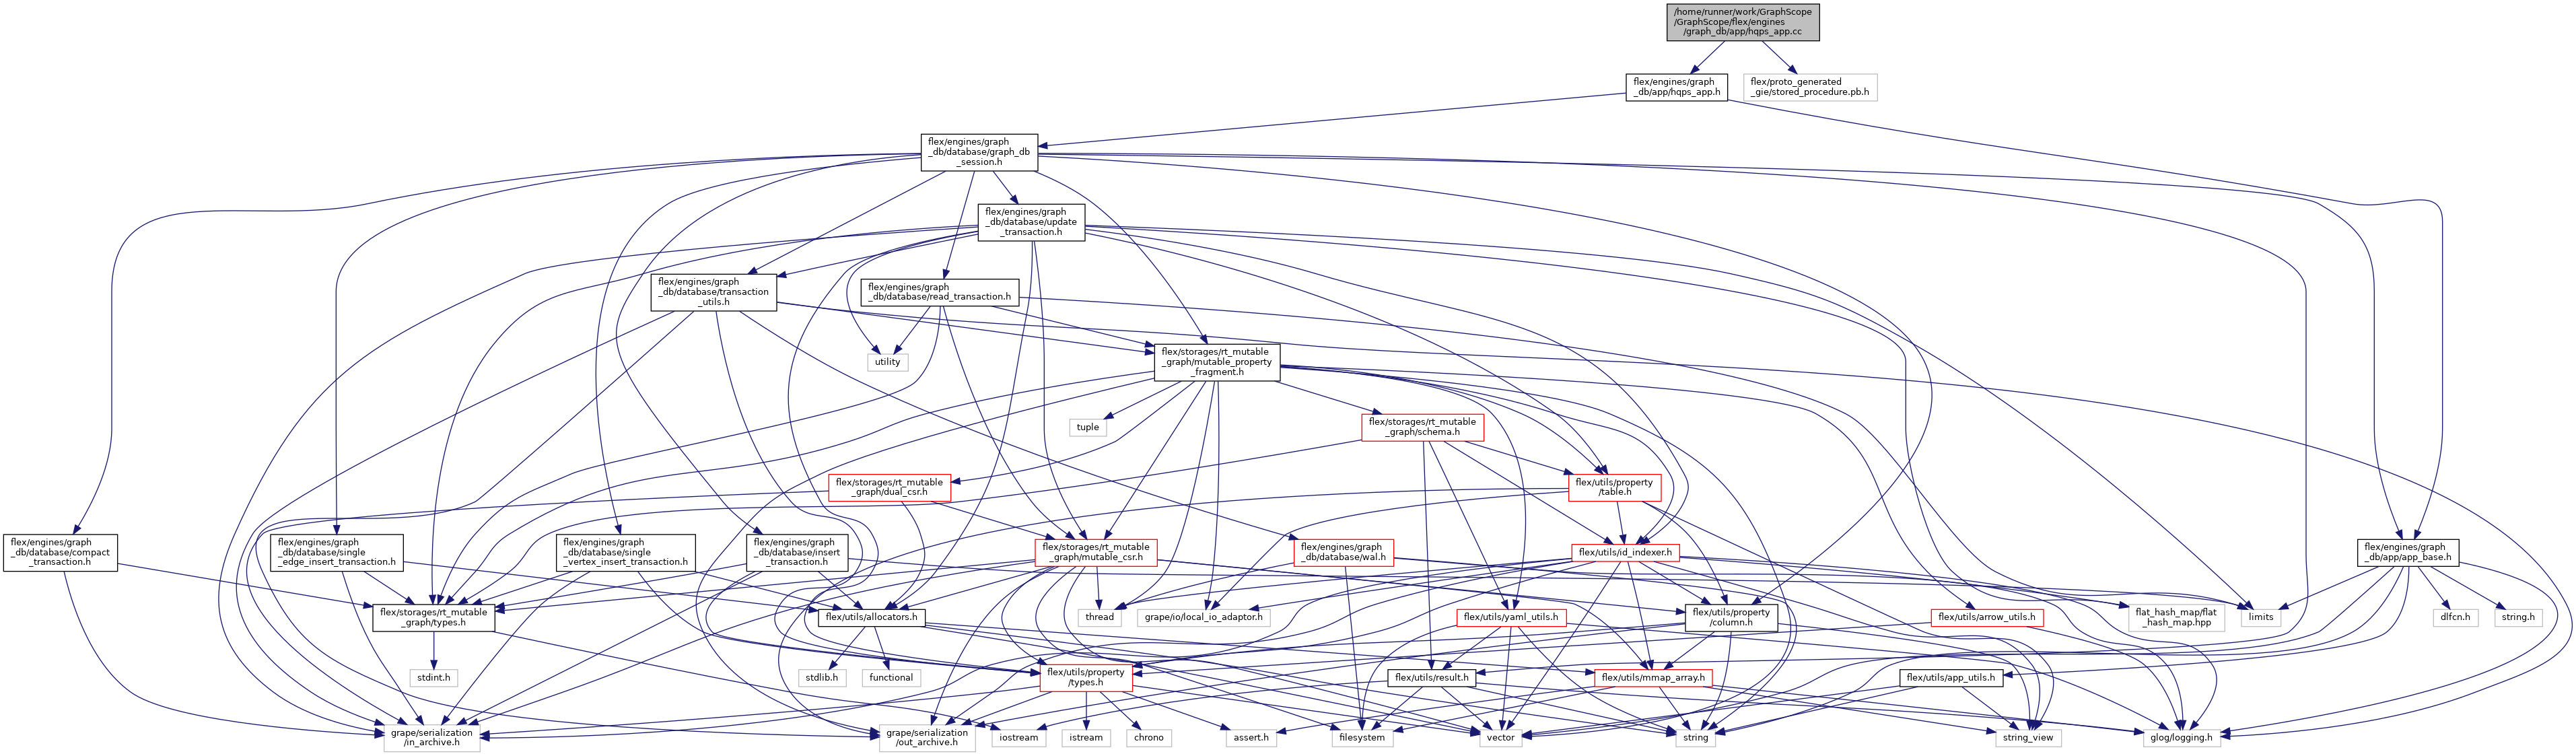 /home/runner/work/GraphScope
/GraphScope/flex/engines
/graph_db/app/hqps_app.cc
flex/engines/graph
_db/app/hqps_app.h
flex/proto_generated
_gie/stored_procedure.pb.h
flex/engines/graph
_db/database/graph_db
_session.h
flex/engines/graph
_db/database/update
_transaction.h
flex/engines/graph
_db/database/transaction
_utils.h
flex/engines/graph
_db/database/read_transaction.h
utility
flex/storages/rt_mutable
_graph/mutable_property
_fragment.h
tuple
flex/storages/rt_mutable
_graph/schema.h
flex/storages/rt_mutable
_graph/dual_csr.h
flex/utils/property
/table.h
flex/engines/graph
_db/database/compact
_transaction.h
flex/engines/graph
_db/database/single
_edge_insert_transaction.h
flex/engines/graph
_db/database/single
_vertex_insert_transaction.h
flex/engines/graph
_db/database/insert
_transaction.h
flex/storages/rt_mutable
_graph/mutable_csr.h
flex/engines/graph
_db/database/wal.h
flex/utils/id_indexer.h
flex/engines/graph
_db/app/app_base.h
flex/storages/rt_mutable
_graph/types.h
flex/utils/allocators.h
thread
grape/io/local_io_adaptor.h
flex/utils/yaml_utils.h
flex/utils/property
/column.h
flex/utils/arrow_utils.h
flat_hash_map/flat
_hash_map.hpp
limits
dlfcn.h
string.h
stdint.h
stdlib.h
functional
flex/utils/property
/types.h
flex/utils/result.h
flex/utils/mmap_array.h
flex/utils/app_utils.h
grape/serialization
/in_archive.h
grape/serialization
/out_archive.h
iostream
istream
chrono
assert.h
filesystem
vector
string
string_view
glog/logging.h